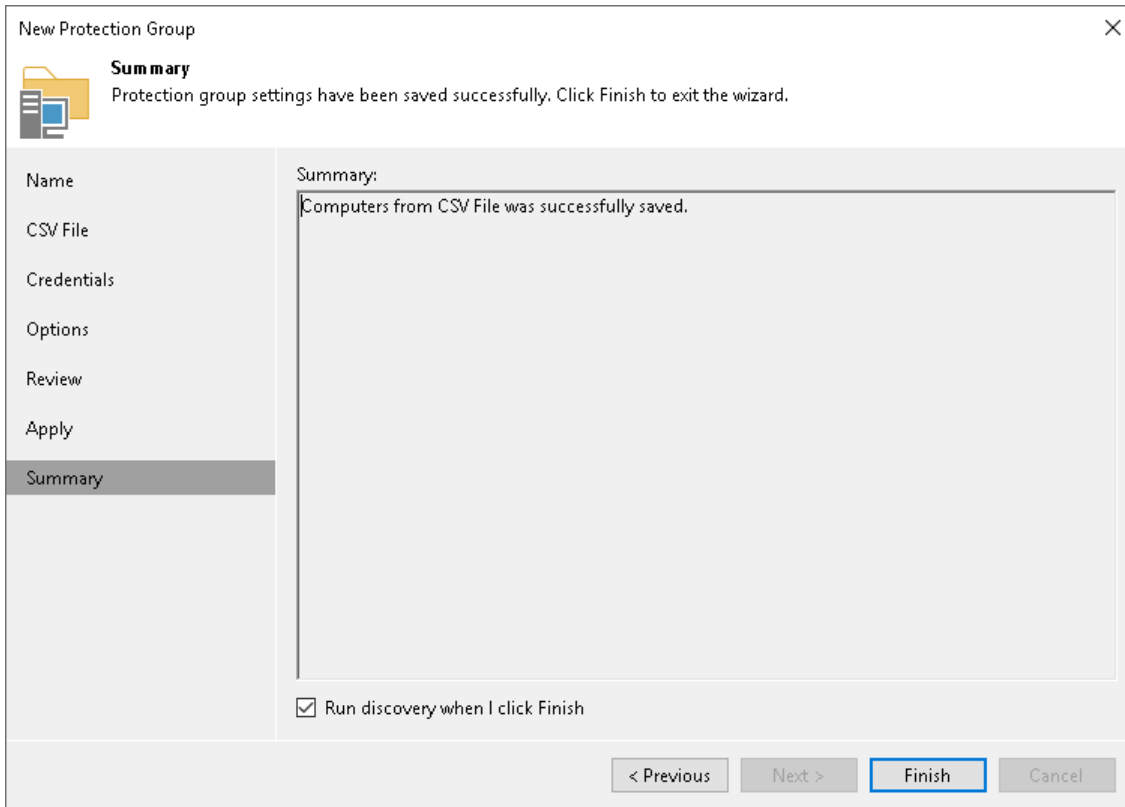 New Protection Group
Summary
Protection group settings have been saved successfully. Click Finish to exit the wizard.
Name
CSV File
Credentials
Options
Review
Apply
Summary
Summary:
Computers from CSV File was successfully saved.
Run discovery when I click Finish
< Previous
Next >
Finish
Cancel